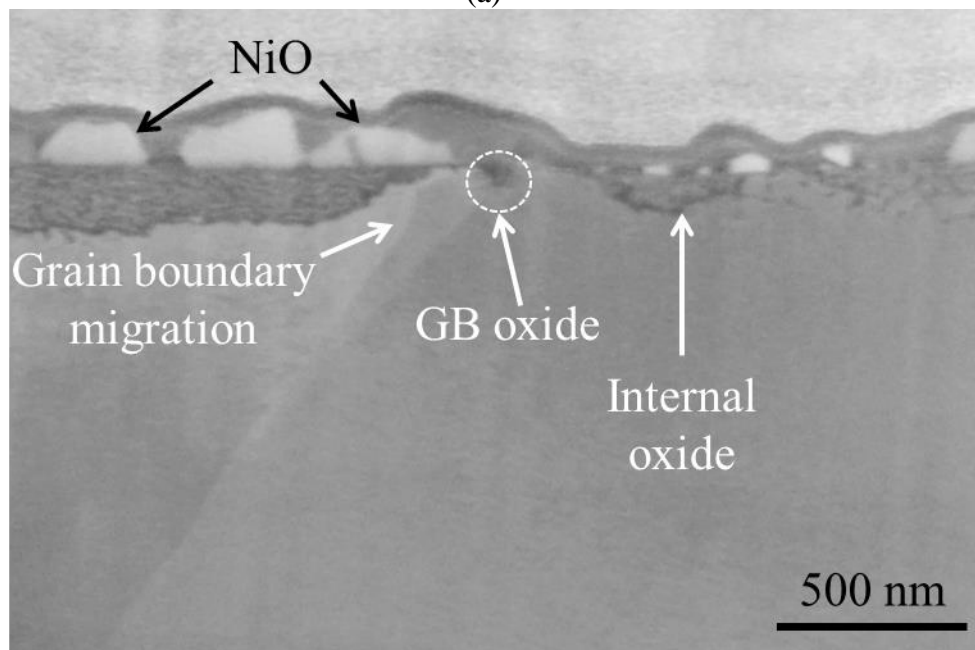 (a)
NiO
Grain boundary
migration
GB oxide
Internal
oxide
500 nm